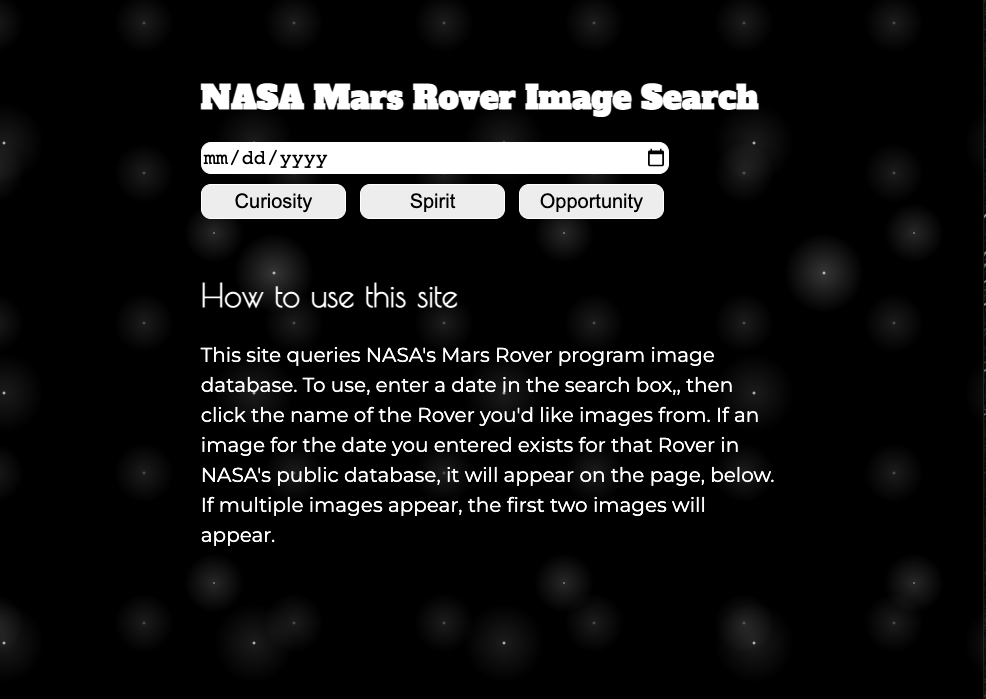 NASA Mars Rover Image Search
mm/dd/yyyy
Curiosity Spirit Opportunity
How to use this site
This site queries NASA's Mars Rover program image
database. To use, enter a date in the search box,, then
click the name of the Rover you'd like images from. If an
image for the date you entered exists for that Rover in
NASA's public database, it will appear on the page, below.
If multiple images appear, the first two images will
appear.